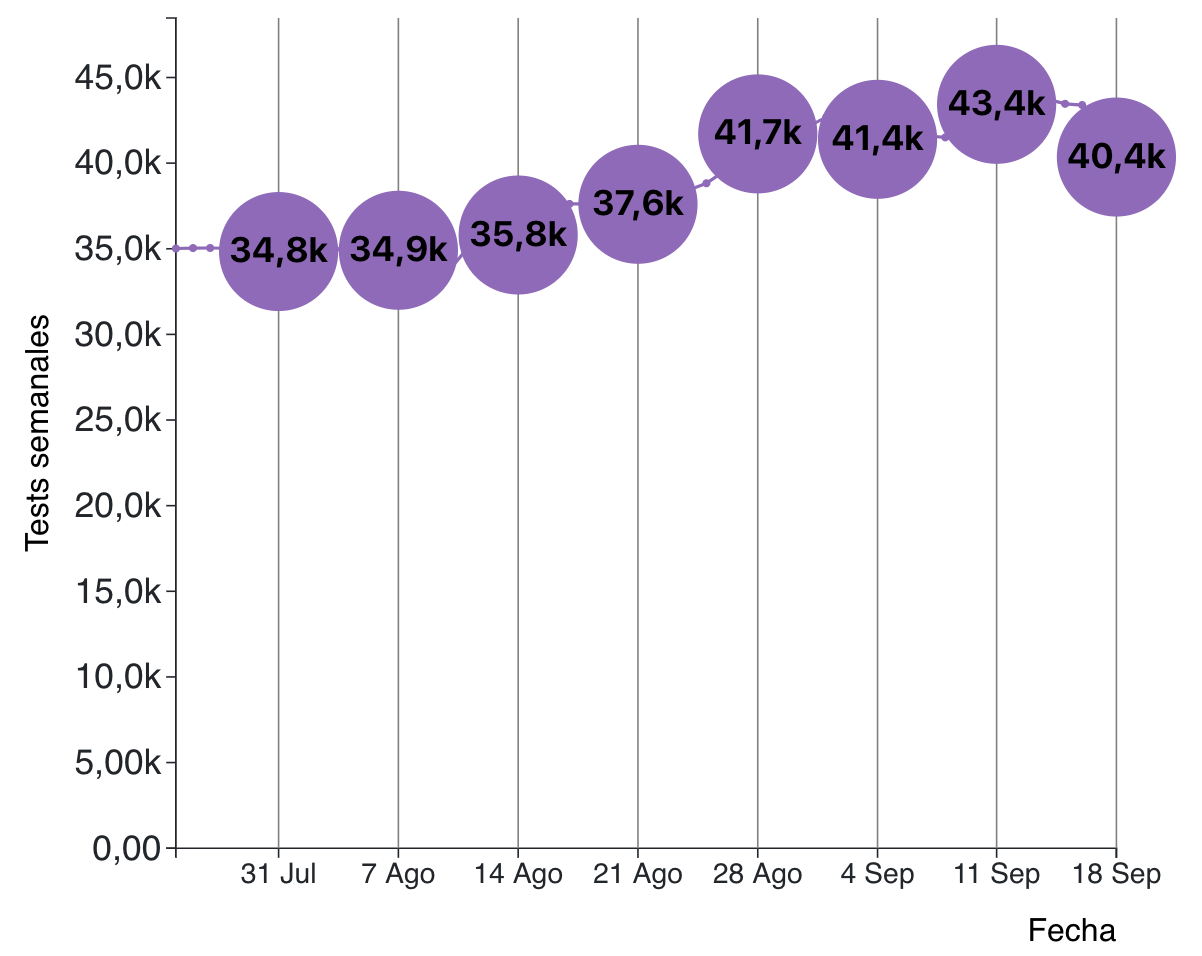 45,0k
40,0k
35,0k
30,0k
25,0k
20,0k
15,0k
10,0k
5,00k
0,00
Tests semanales
34,8k
34,9k
35,8k
37,6k
41,7k
41,4k
43,4k
40,4k
31 Jul
7 Ago
14 Ago
21 Ago
28 Ago
4 Sep
11 Sep
18 Sep
Fecha